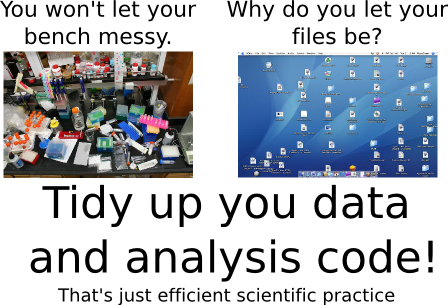 You won't let your
bench messy.
Why do you let your
files be?
Tidy up you data
and analysis code!
That's just efficient scientific practice